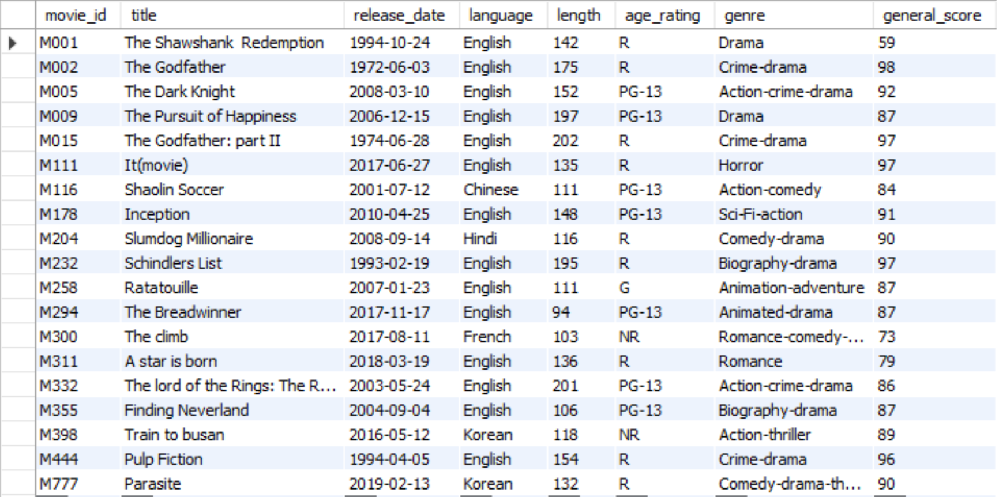 movie_id title release_date language length age_rating genre general_score
M001 The Shawshank  Redemption 1994-10-24 English 142 R Drama 59
M002 The Godfather 1972-06-03 English 175 R Crime-drama 98
M005 The Dark Knight 2008-03-10 English 152 PG-13 Action-crime-drama 92
M009 The Pursuit of Happiness 2006-12-15 English 197 PG-13 Drama 87
M015 The Godfather: part II 1974-06-28 English 202 R Crime-drama 97
M111 It(movie) 2017-06-27 English 135 R Horror 97
M116 Shaolin Soccer 2001-07-12 Chinese 111 PG-13 Action-comedy 84
M178 Inception 2010-04-25 English 148 PG-13 Sci-Fi-action 91
M204 Slumdog Millionaire 2008-09-14 Hindi 116 R Comedy-drama 90
M232 Schindlers List 1993-02-19 English 195 R Biography-drama 97
M258 Ratatouille 2007-01-23 English 111 G Animation-adventure 87
M294 The Breadwinner 2017-11-17 English 94 PG-13 Animated-drama 87
M300 The climb 2017-08-11 French 103 NR Romance-comedy-... 73
M311 A star is born 2018-03-19 English 136 R Romance 79
M332 The lord of the Rings: The R... 2003-05-24 English 201 PG-13 Action-crime-drama 86
M355 Finding Neverland 2004-09-04 English 106 PG-13 Biography-drama 87
M398 Train to busan 2016-05-12 Korean 118 NR Action-thriller 89
M444 Pulp Fiction 1994-04-05 English 154 R Crime-drama 96
M777 Parasite 2019-02-13 Korean 132 R Comedy-drama-th... 90